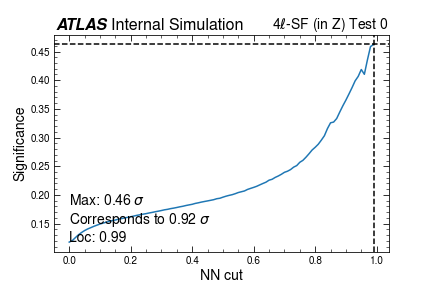 ATLAS Internal Simulation 4ℓ-SF (in Z) Test 0
Significance
0.45
0.40
0.35
0.30
0.25
0.20
0.15
Max: 0.46 σ
Corresponds to 0.92 σ
Loc: 0.99
0.0 0.2 0.4 0.6 0.8 1.0
NN cut